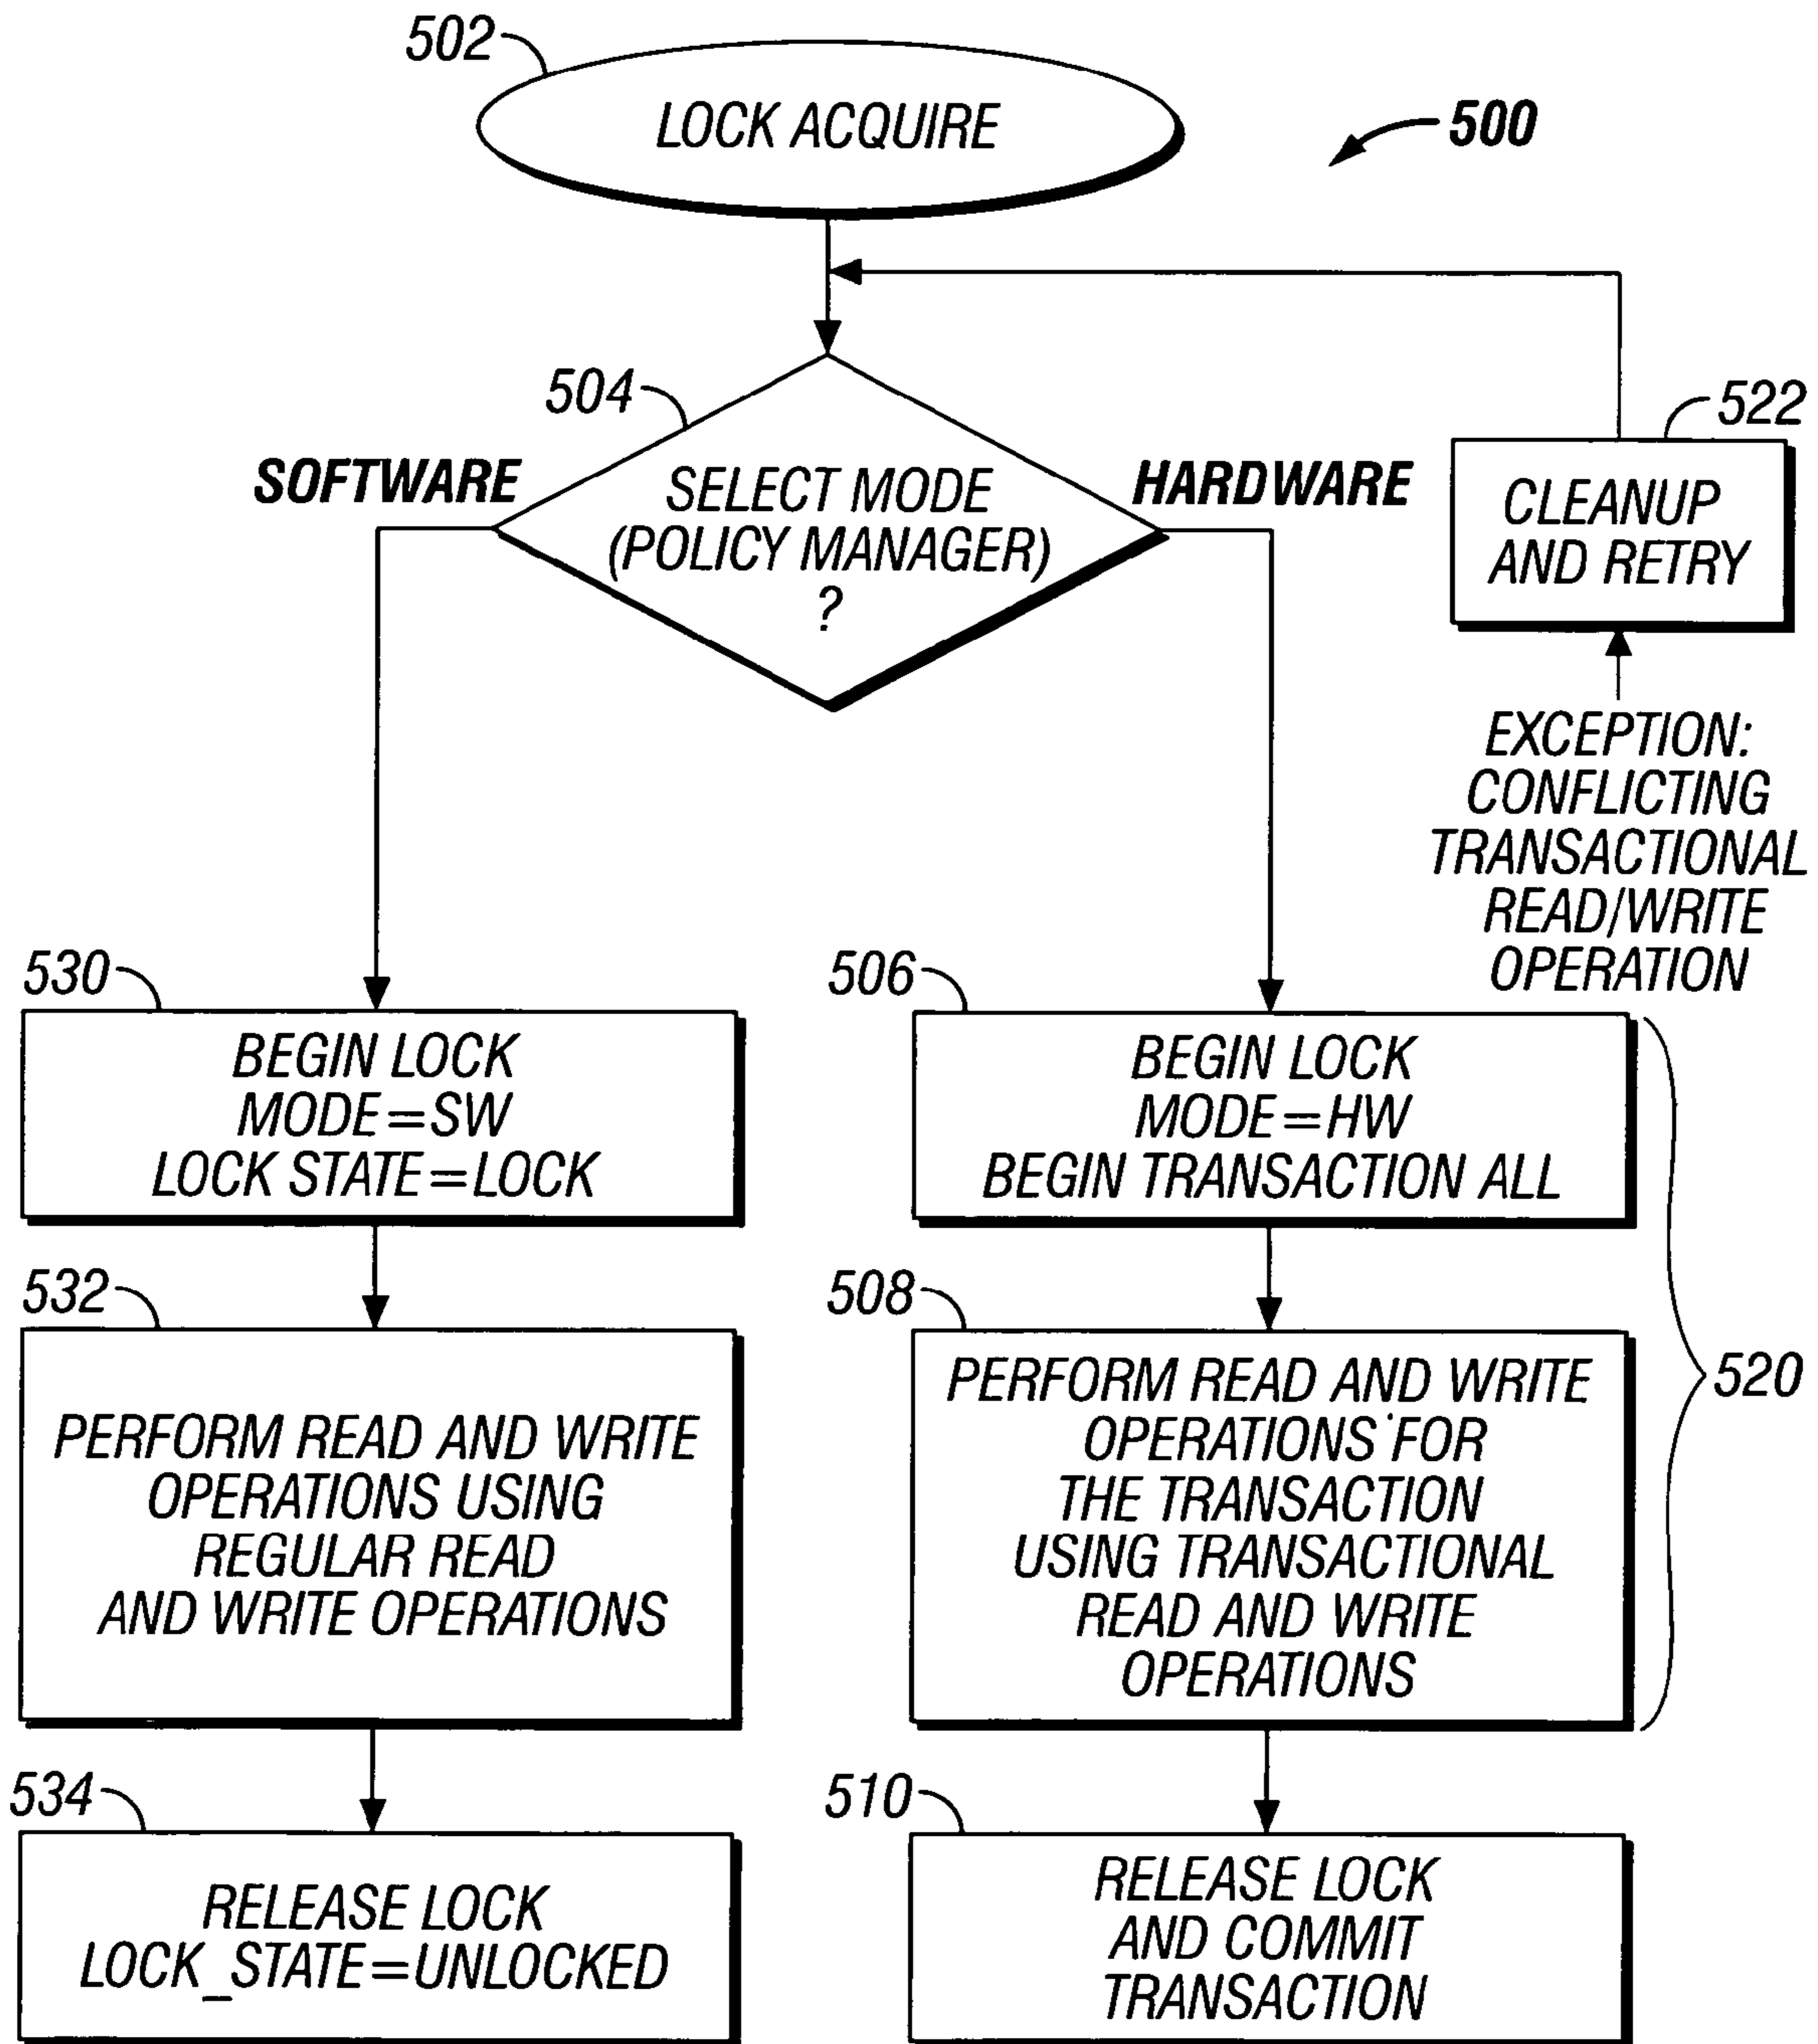 502
LOCK ACQUIRE
500
504
SOFTWARE
SELECT MODE
(POLICY MANAGER)
?
HARDWARE
522
CLEANUP
AND RETRY
EXCEPTION:
CONFLICTING
TRANSACTIONAL
READ/WRITE
OPERATION
530
BEGIN LOCK
MODE=SW
LOCK STATE=LOCK
506
BEGIN LOCK
MODE=HW
BEGIN TRANSACTION ALL
520
532
PERFORM READ AND WRITE
OPERATIONS USING
REGULAR READ
AND WRITE OPERATIONS
508
PERFORM READ AND WRITE
OPERATIONS FOR
THE TRANSACTION
USING TRANSACTIONAL
READ AND WRITE
OPERATIONS
534
RELEASE LOCK
LOCK_STATE=UNLOCKED
510
RELEASE LOCK
AND COMMIT
TRANSACTION